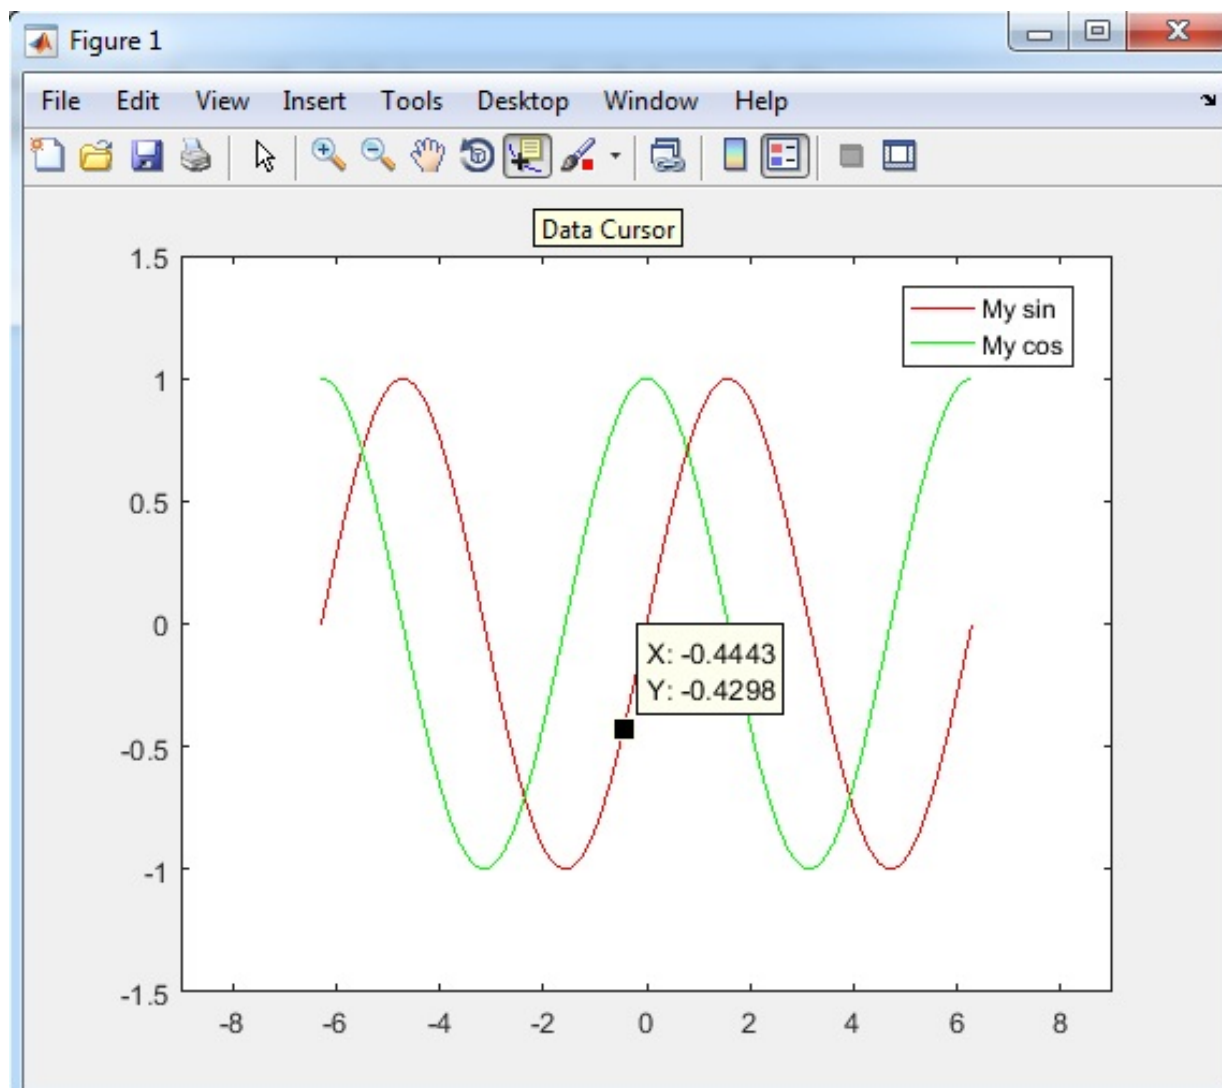 Figure 1
File Edit View Insert Tools Desktop Window Help
Data Cursor
1.5
My sin
My cos
1
0.5
0
X: -0.4443
Y: -0.4298
-0.5
-1
-1.5
-8 -6 -4 -2 0 2 4 6 8